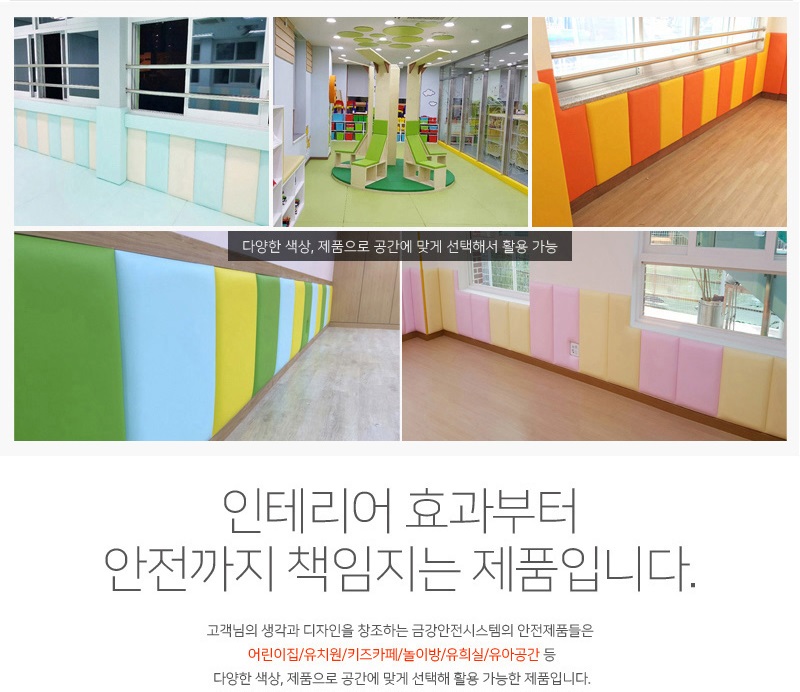 다양한 색상, 제품으로 공간에 맞게 선택해서 활용 가능
인테리어 효과부터
안전까지 책임지는 제품입니다.
고객님의 생각과 디자인을 창조하는 금강안전시스템의 안전제품들은
어린이집/유치원/키즈카페/놀이방/유희실/유아공간 등
다양한 색상, 제품으로 공간에 맞게 선택해 활용 가능한 제품입니다.